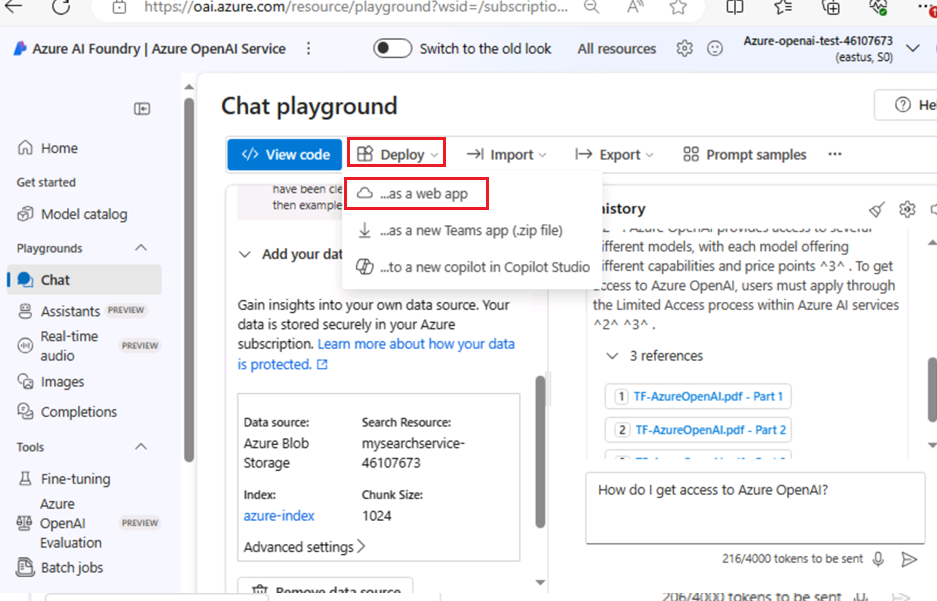 https://oai.azure.com/resource/playground?wsid=/subscriptio...
Azure AI Foundry | Azure OpenAI Service
Switch to the old look
All resources
Azure-openai-test-46107673
(eastus, S0)
Home
Get started
Model catalog
Playgrounds
Chat
Assistants PREVIEW
Real-time
audio
PREVIEW
Images
Completions
Tools
Fine-tuning
Azure
OpenAI
Evaluation
PREVIEW
Batch jobs
Chat playground
Hel
View code
Deploy
Import
Export
Prompt samples
...as a web app
...as a new Teams app (.zip file)
...to a new copilot in Copilot Studio
have been cle
then example
Add your dat
Gain insights into your own data source. Your
data is stored securely in your Azure
subscription. Learn more about how your data
is protected.
Data source:
Azure Blob
Storage
Search Resource:
mysearchservice-
46107673
Index:
azure-index
Chunk Size:
1024
Advanced settings
Remove data source
history
^2^ . Azure OpenAI provides access to several
different models, with each model offering
different capabilities and price points ^3^ . To get
access to Azure OpenAI, users must apply through
the Limited Access process within Azure AI services
^2^ ^3^ .
3 references
1 TF-AzureOpenAI.pdf - Part 1
2 TF-AzureOpenAI.pdf - Part 2
How do I get access to Azure OpenAI?
216/4000 tokens to be sent
206/4000 tokens to be sent